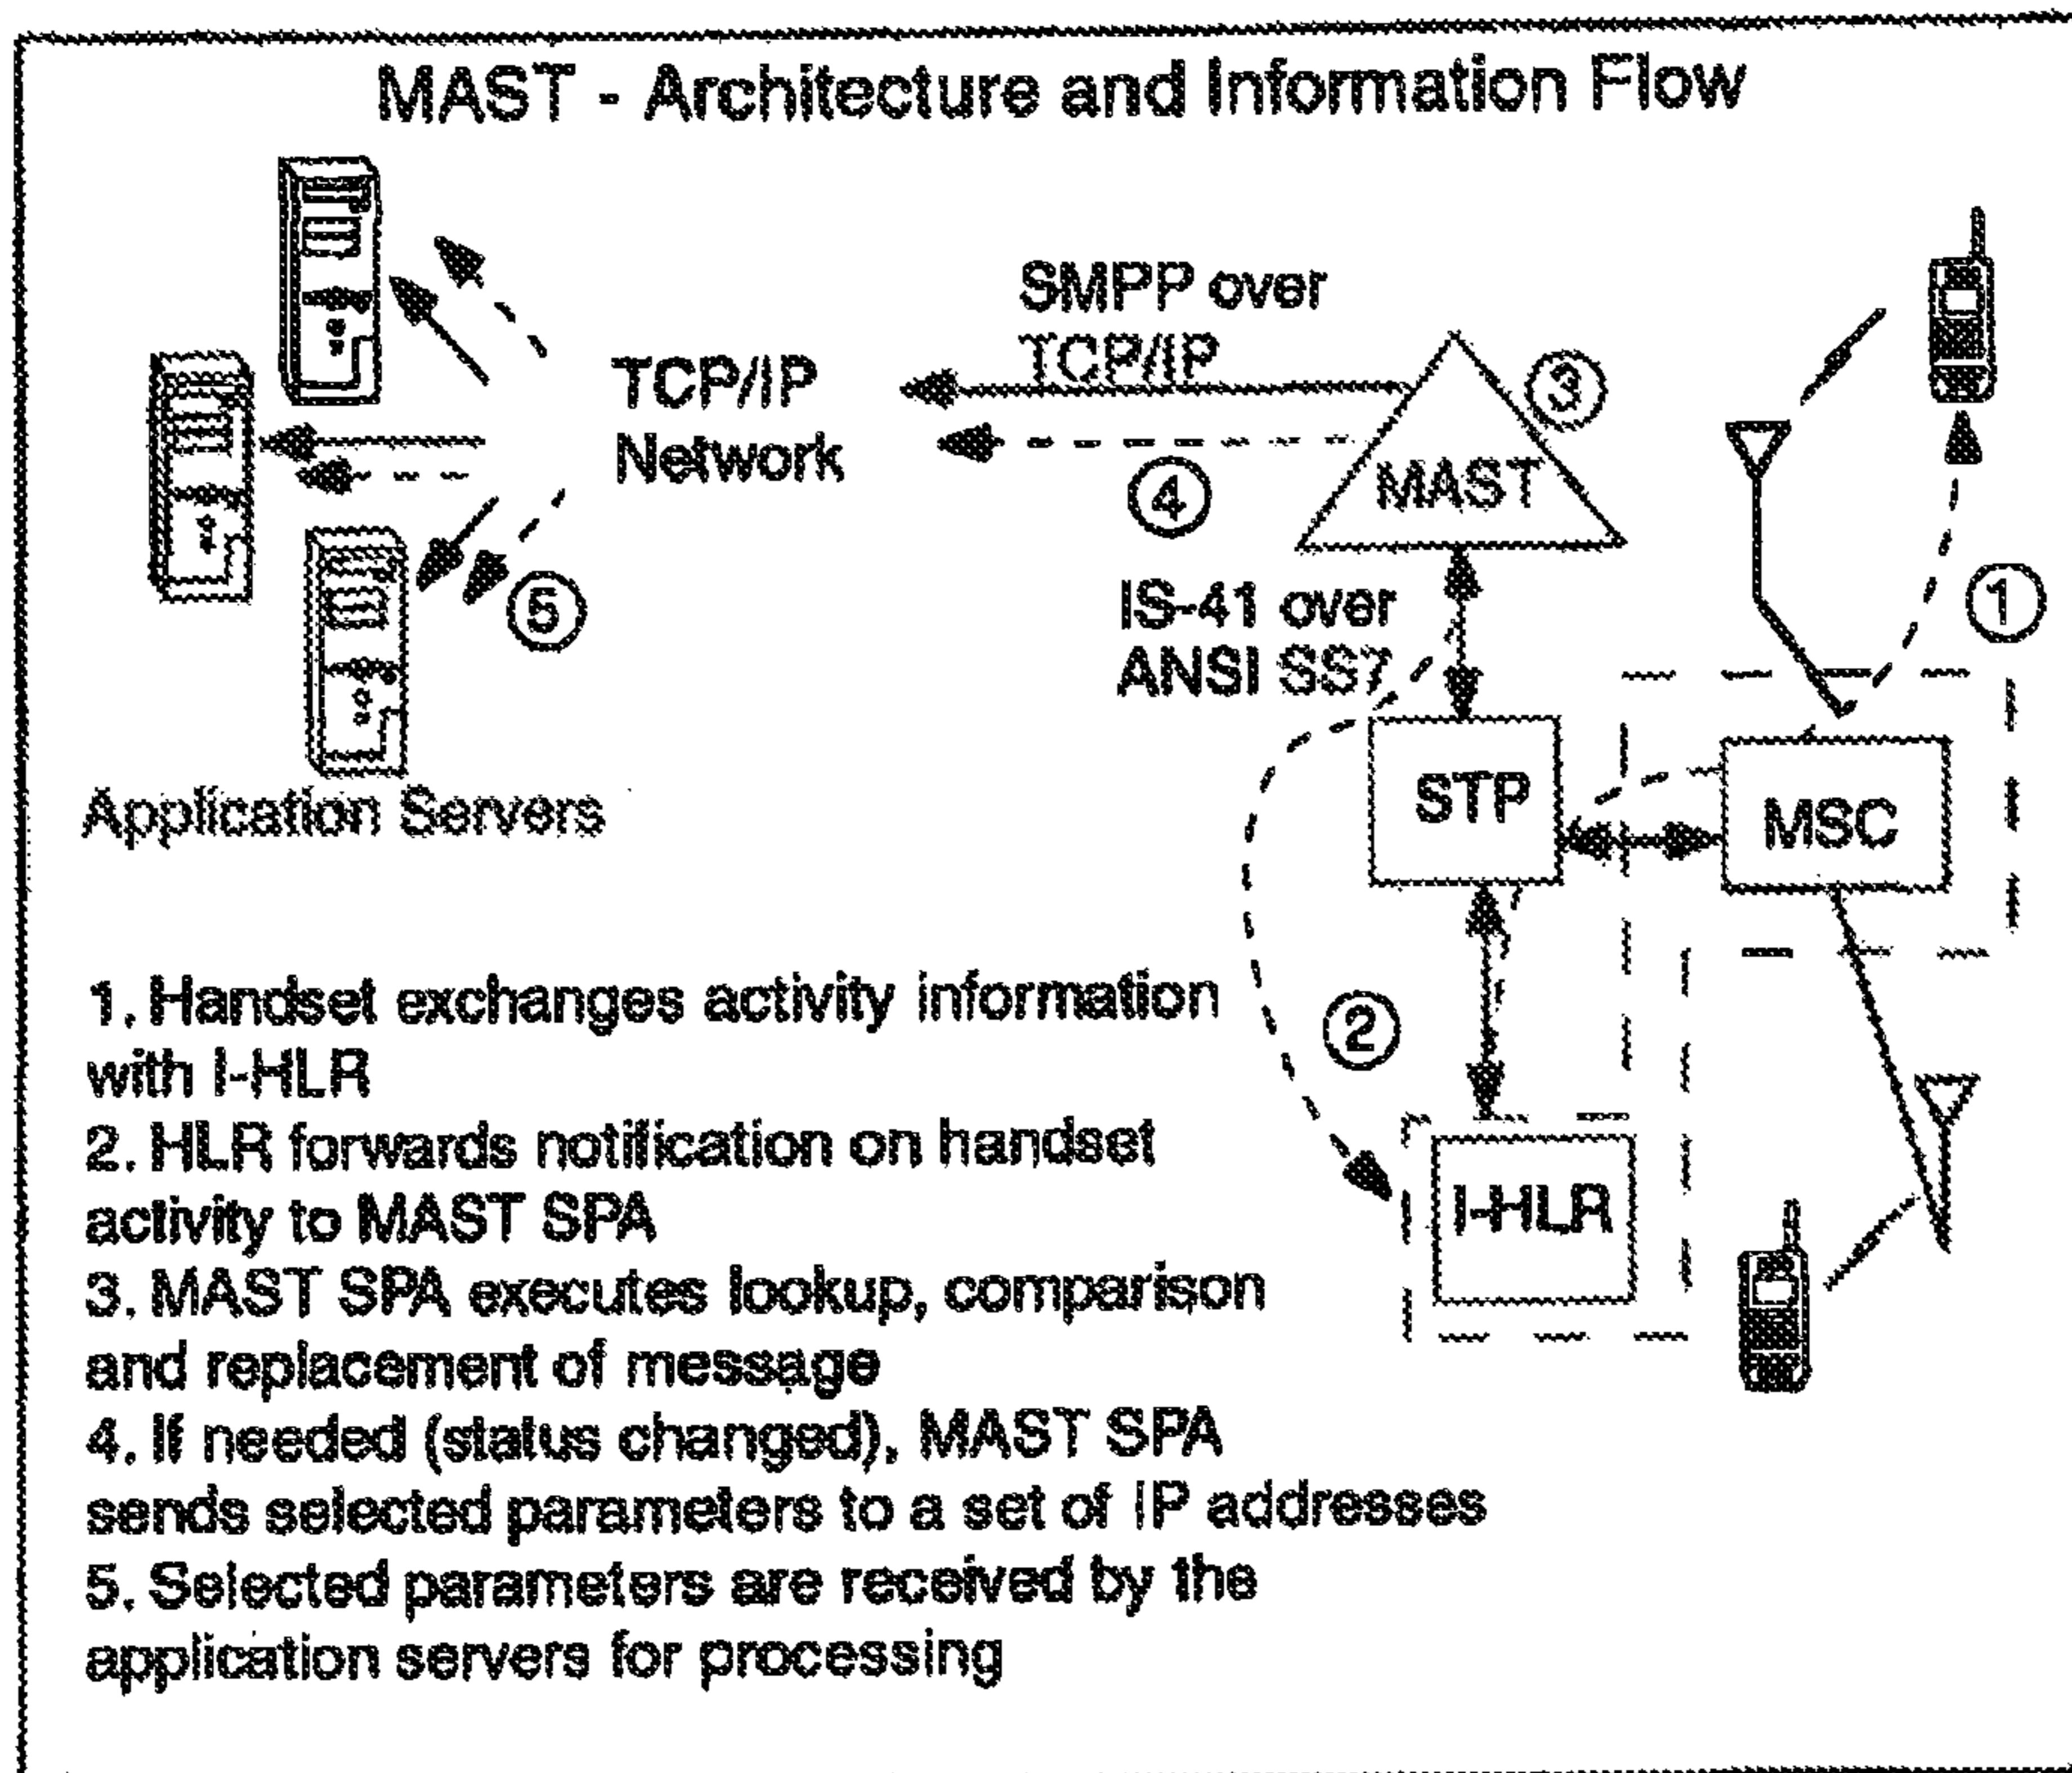 MAST - Architecture and Information Flow
SMPP over
TCP/IP
TCP/IP
Network
3
4
MAST
1
5
IS-41 over
ANSI SS7
STP
MSC
Application Servers
2
I-HLR
1. Handset exchanges activity information
with I-HLR
2. HLR forwards notification on handset
activity to MAST SPA
3. MAST SPA executes lookup, comparison
and replacement of message
4. If needed (status changed), MAST SPA
sends selected parameters to a set of IP addresses
5. Selected parameters are received by the
application servers for processing